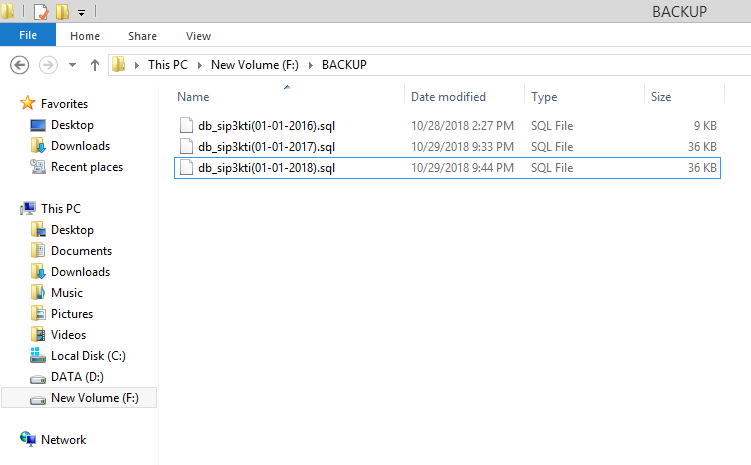 BACKUP
File Home Share View
This PC New Volume (F:) BACKUP
Name Date modified Type Size
db_sip3kti(01-01-2016).sql 10/28/2018 2:27 PM SQL File 9 KB
db_sip3kti(01-01-2017).sql 10/29/2018 9:33 PM SQL File 36 KB
db_sip3kti(01-01-2018).sql 10/29/2018 9:44 PM SQL File 36 KB
Favorites
Desktop
Downloads
Recent places
This PC
Desktop
Documents
Downloads
Music
Pictures
Videos
Local Disk (C:)
DATA (D:)
New Volume (F:)
Network